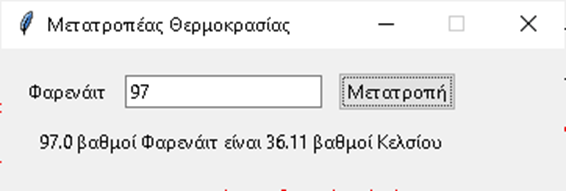 Μετατροπέας Θερμοκρασίας
Φαρενάιτ 97 Μετατροπή
97.0 βαθμοί Φαρενάιτ είναι 36.11 βαθμοί Κελσίου